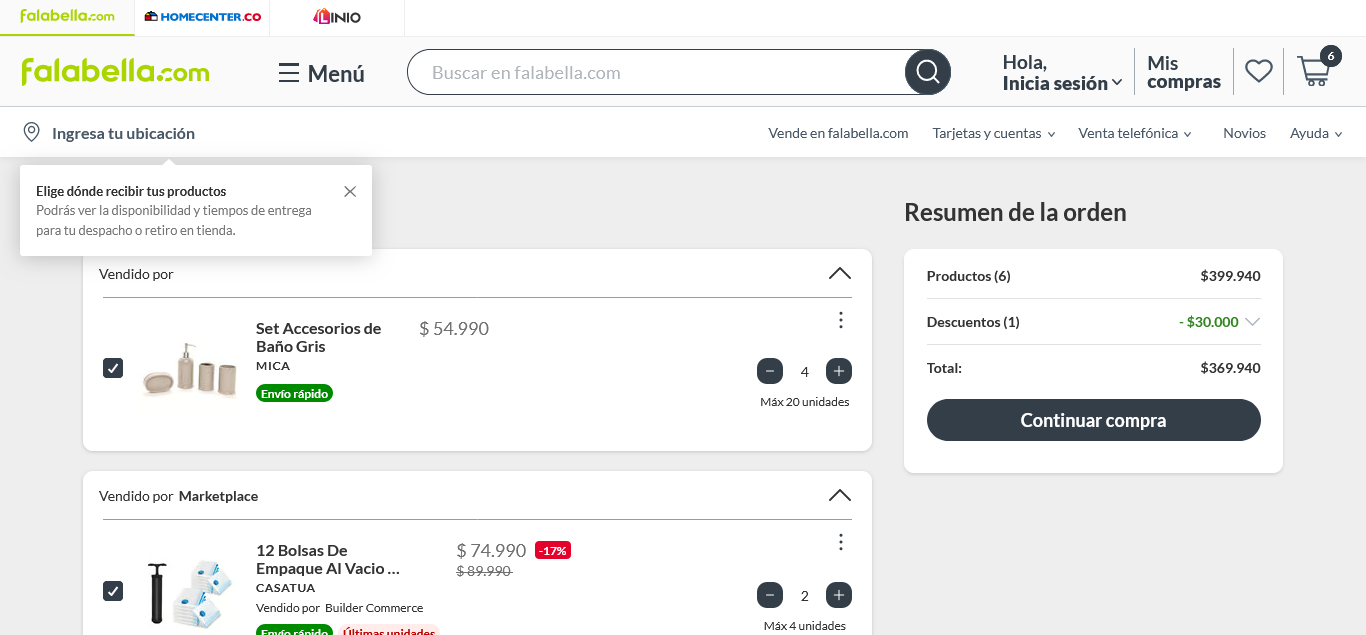 falabella.com
HOMECENTER.CO
LINIO
falabella.com
Menú
Buscar en falabella.com
Hola,
Inicia sesión
Mis
compras
6
Ingresa tu ubicación
Vende en falabella.com
Tarjetas y cuentas
Venta telefónica
Novios
Ayuda
Elige dónde recibir tus productos
Podrás ver la disponibilidad y tiempos de entrega
para tu despacho o retiro en tienda.
Vendido por
Set Accesorios de
Baño Gris
MICA
Envío rápido
$ 54.990
4
Máx 20 unidades
Vendido por Marketplace
12 Bolsas De
Empaque Al Vacio ...
CASATUA
Vendido por Builder Commerce
Envío rápido
Últimas unidades
$ 74.990 -17%
$ 89.990
2
Máx 4 unidades
Resumen de la orden
Productos (6) $399.940
Descuentos (1) - $30.000
Total: $369.940
Continuar compra